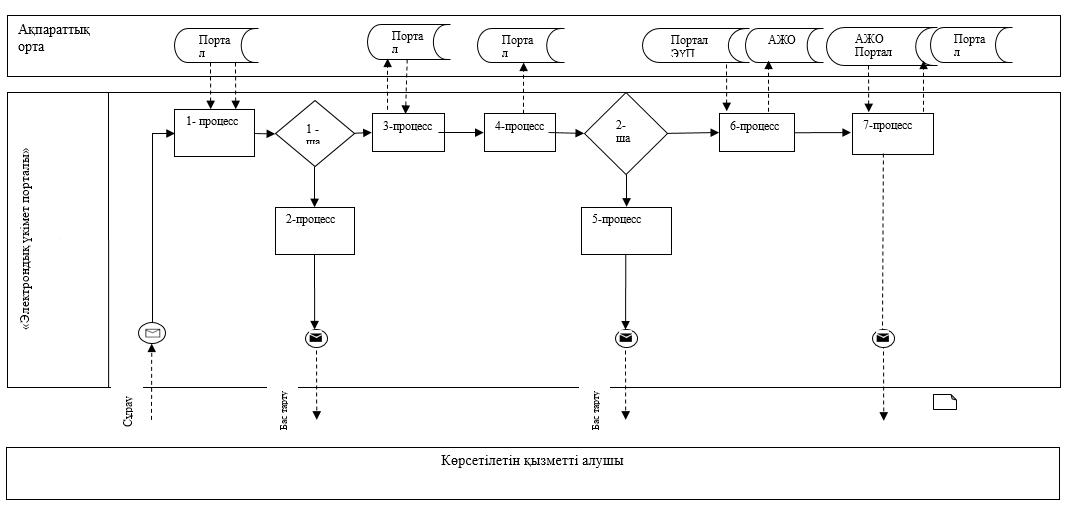 Ақпараттық
орта
Порта
л
Порта
л
Порта
л
Портал
ЭҮП
АЖО
АЖО
Портал
Порта
л
«Электрондық үкімет порталы»
1- процесс
1 -
ша
3-процесс
4-процесс
2-
ша
6-процесс
7-процесс
2-процесс
5-процесс
Сұрау
Бас тарту
Бас тарту
Көрсетілетін қызметті алушы